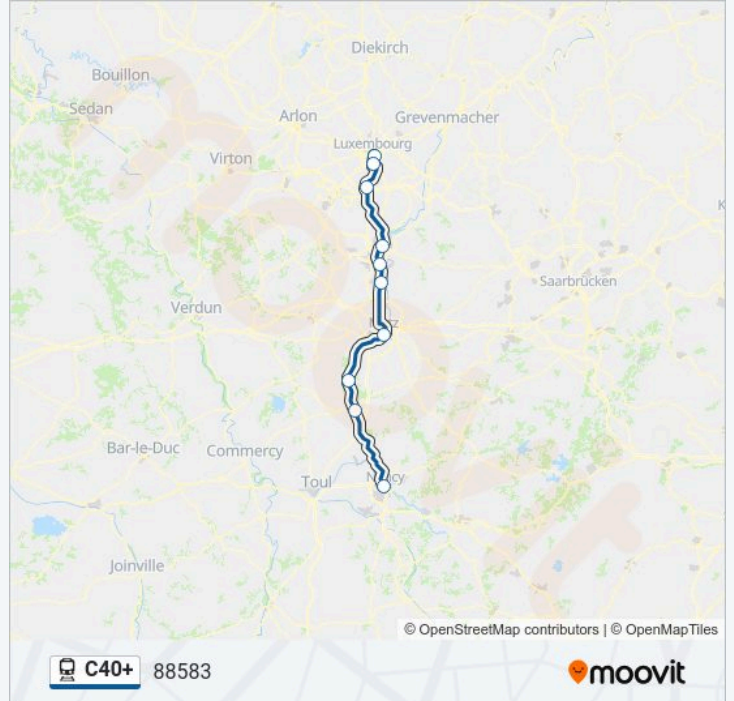 Diekirch
Bouillon
Sedan
Arlon
Grevenmacher
Luxembourg
Virton
Saarbrücken
Verdun
Bar-le-Duc
Commercy
Toul
Joinville
© OpenStreetMap contributors | © OpenMapTiles
C40+ 88583
moovit